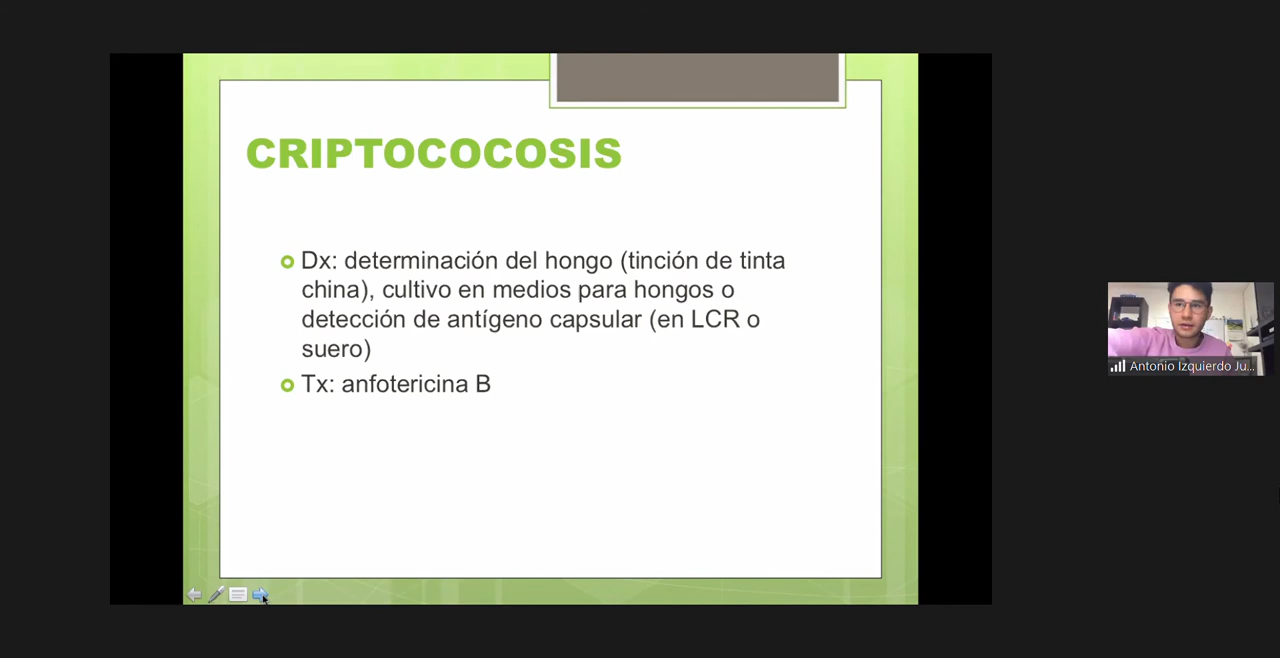 CRIPTOCOCOSIS
Dx: determinación del hongo (tinción de tinta
china), cultivo en medios para hongos o
detección de antígeno capsular (en LCR o
suero)
Tx: anfotericina B
Antonio Izquierdo Ju...